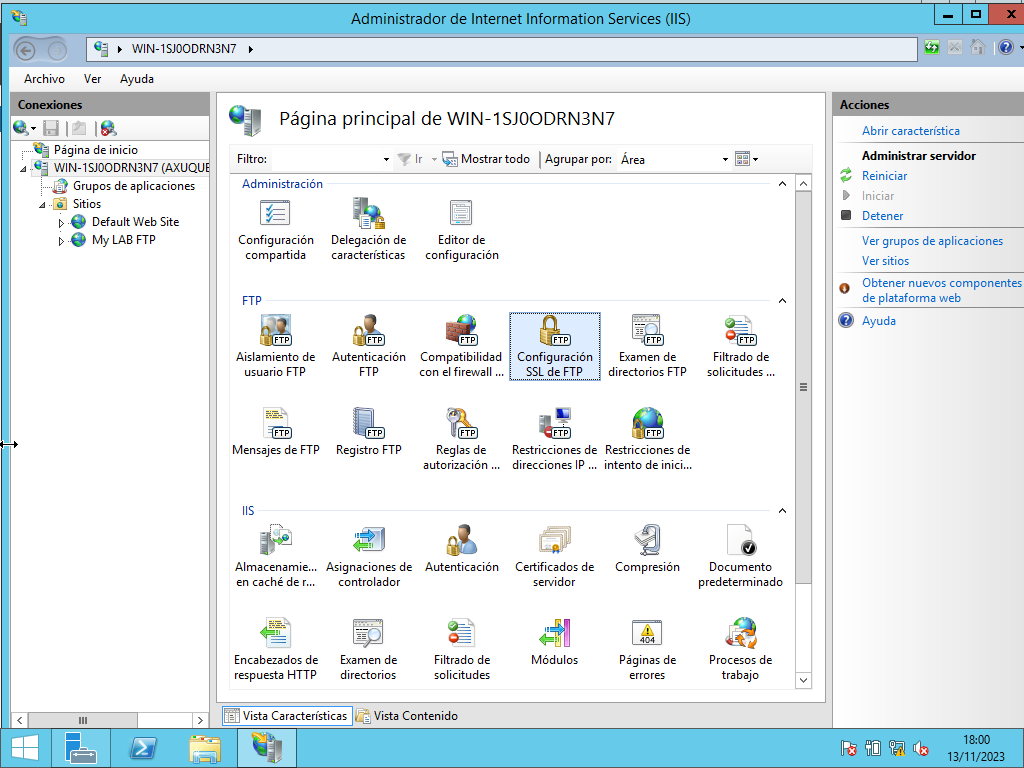 Administrador de Internet Information Services (IIS)
WIN-1SJ0ODRN3N7
Archivo Ver Ayuda
Conexiones
Página de inicio
WIN-1SJ0ODRN3N7 (AXUQUE
Grupos de aplicaciones
Sitios
Default Web Site
My LAB FTP
Página principal de WIN-1SJ0ODRN3N7
Filtro: Ir Mostrar todo Agrupar por: Área
Administración
Configuración compartida
Delegación de características
Editor de configuración
FTP
Aislamiento de usuario FTP
Autenticación FTP
Compatibilidad con el firewall ...
Configuración SSL de FTP
Examen de directorios FTP
Filtrado de solicitudes ...
Mensajes de FTP
Registro FTP
Reglas de autorización ...
Restricciones de direcciones IP ...
Restricciones de intento de inici...
IIS
Almacenamie... en caché de r...
Asignaciones de controlador
Autenticación
Certificados de servidor
Compresión
Documento predeterminado
Encabezados de respuesta HTTP
Examen de directorios
Filtrado de solicitudes
Módulos
404
Páginas de errores
Procesos de trabajo
Vista Características Vista Contenido
Acciones
Abrir característica
Administrar servidor
Reiniciar
Iniciar
Detener
Ver grupos de aplicaciones
Ver sitios
Obtener nuevos componentes
de plataforma web
Ayuda
18:00
13/11/2023